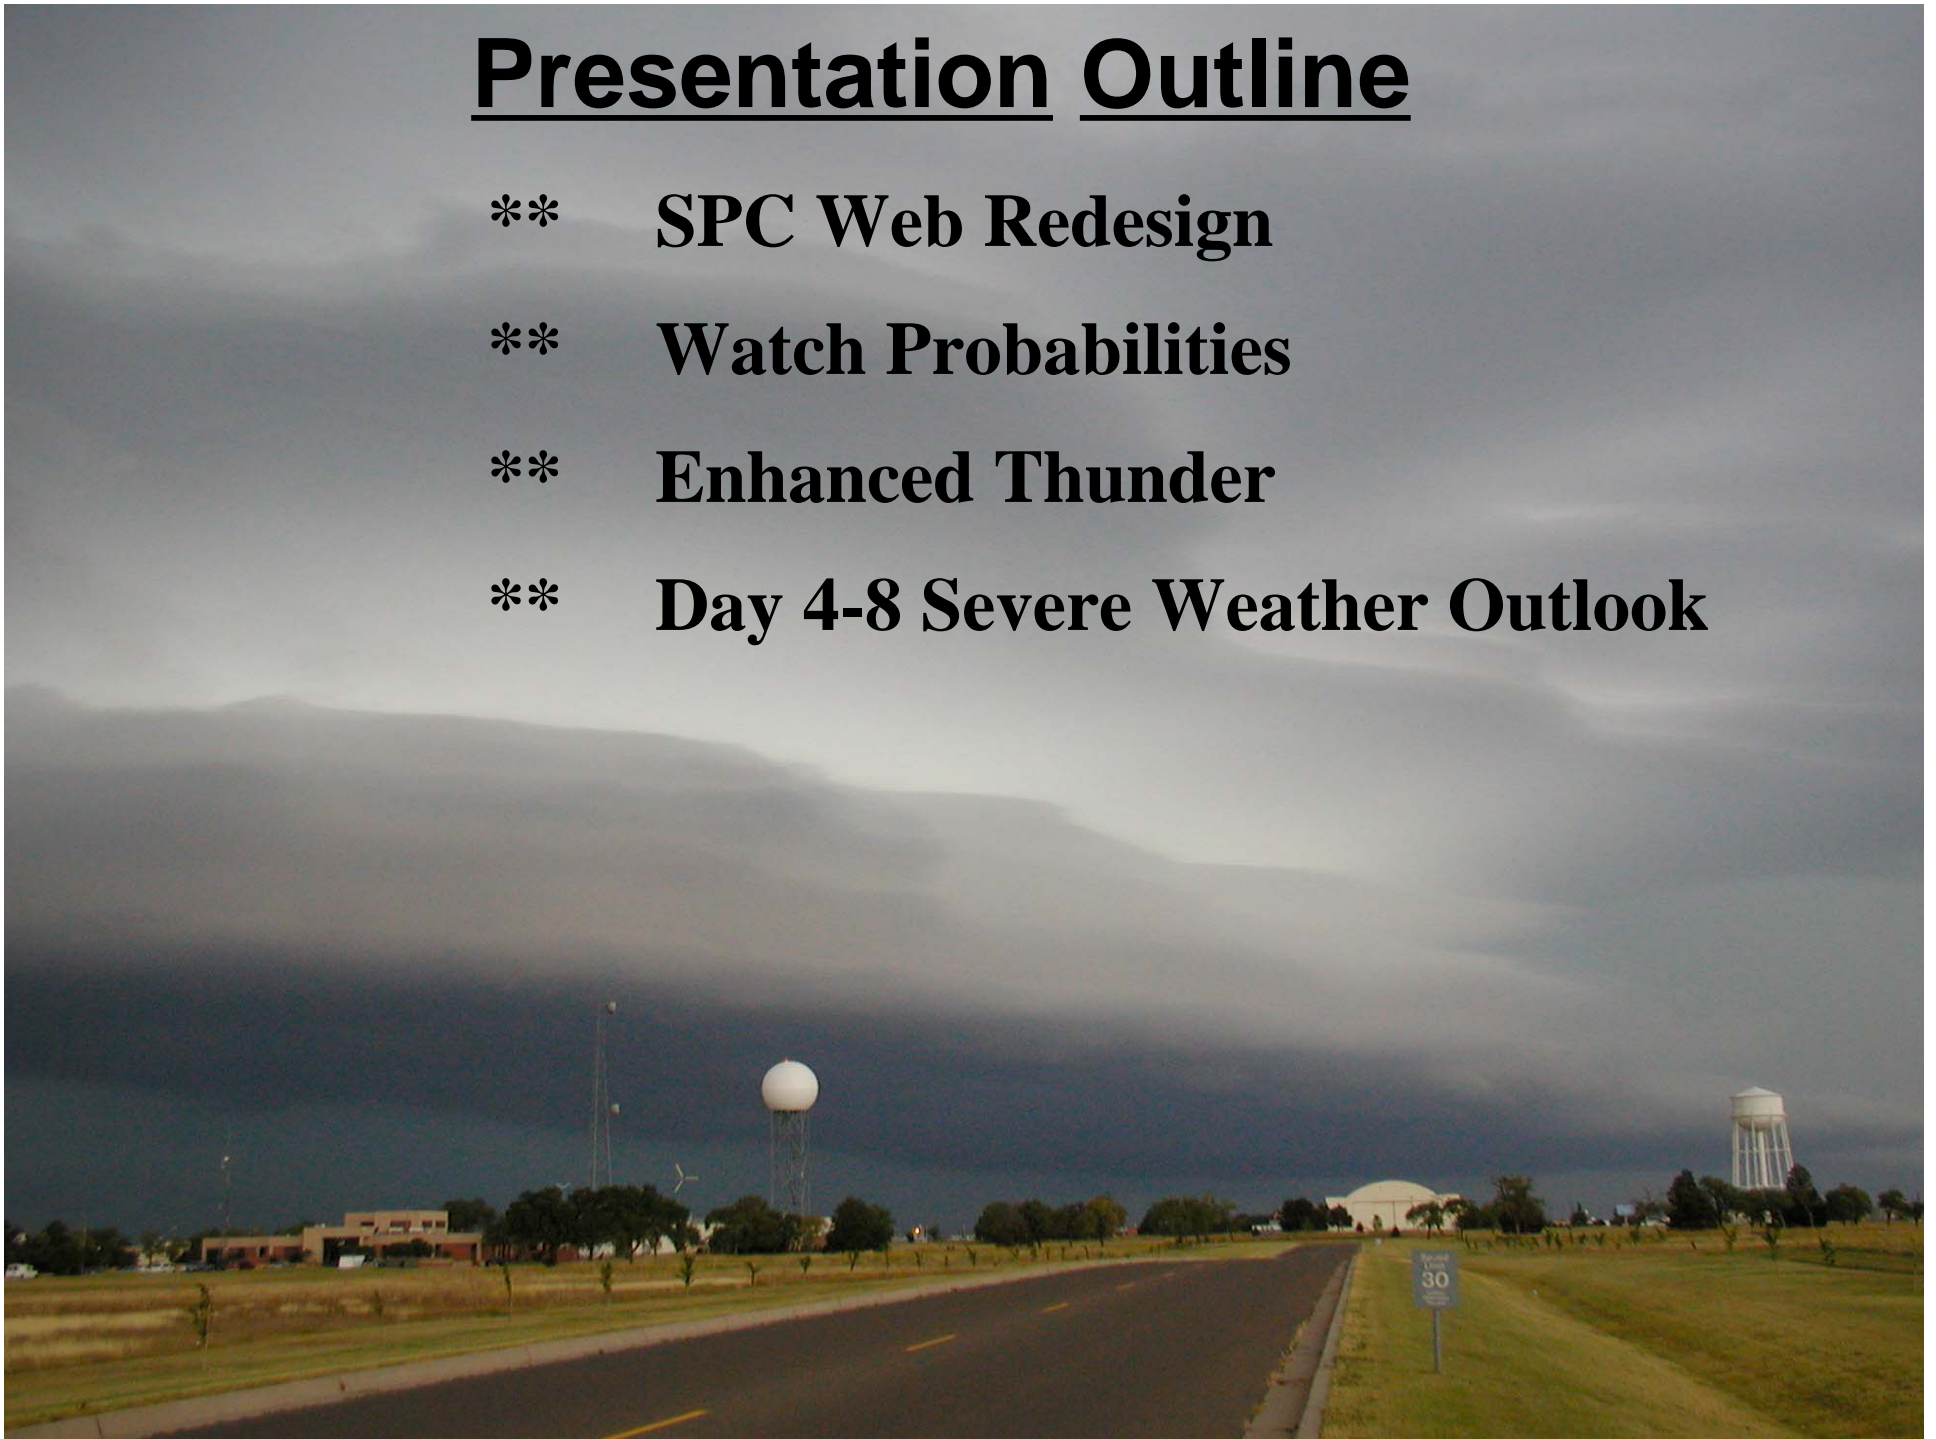 Presentation Outline
** SPC Web Redesign
** Watch Probabilities
** Enhanced Thunder
** Day 4-8 Severe Weather Outlook
30